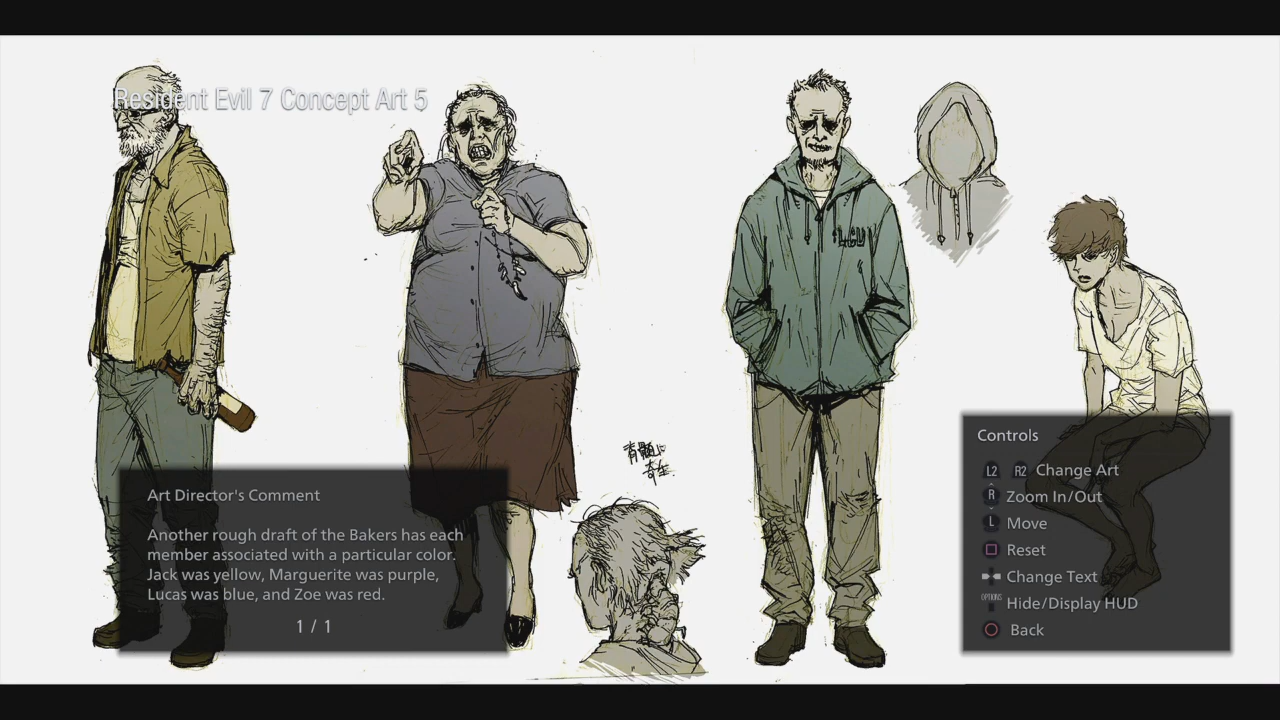 Resident Evil 7 Concept Art 5
LGU
Art Director's Comment
Another rough draft of the Bakers has each
member associated with a particular color.
Jack was yellow, Marguerite was purple,
Lucas was blue, and Zoe was red.
1 / 1
Controls
L2 R2 Change Art
R Zoom In/Out
L Move
Reset
Change Text
OPTIONS Hide/Display HUD
Back